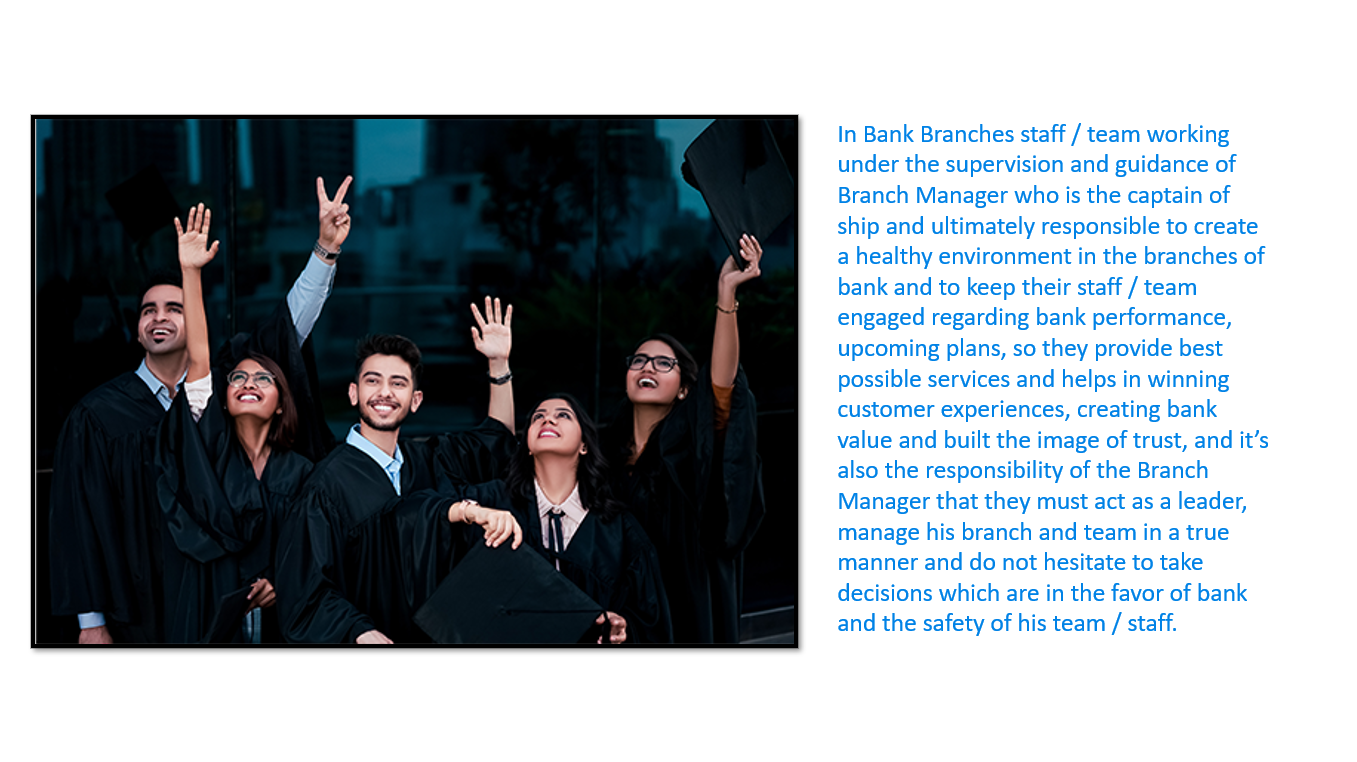 In Bank Branches staff / team working
under the supervision and guidance of
Branch Manager who is the captain of
ship and ultimately responsible to create
a healthy environment in the branches of
bank and to keep their staff / team
engaged regarding bank performance,
upcoming plans, so they provide best
possible services and helps in winning
customer experiences, creating bank
value and built the image of trust, and it’s
also the responsibility of the Branch
Manager that they must act as a leader,
manage his branch and team in a true
manner and do not hesitate to take
decisions which are in the favor of bank
and the safety of his team / staff.